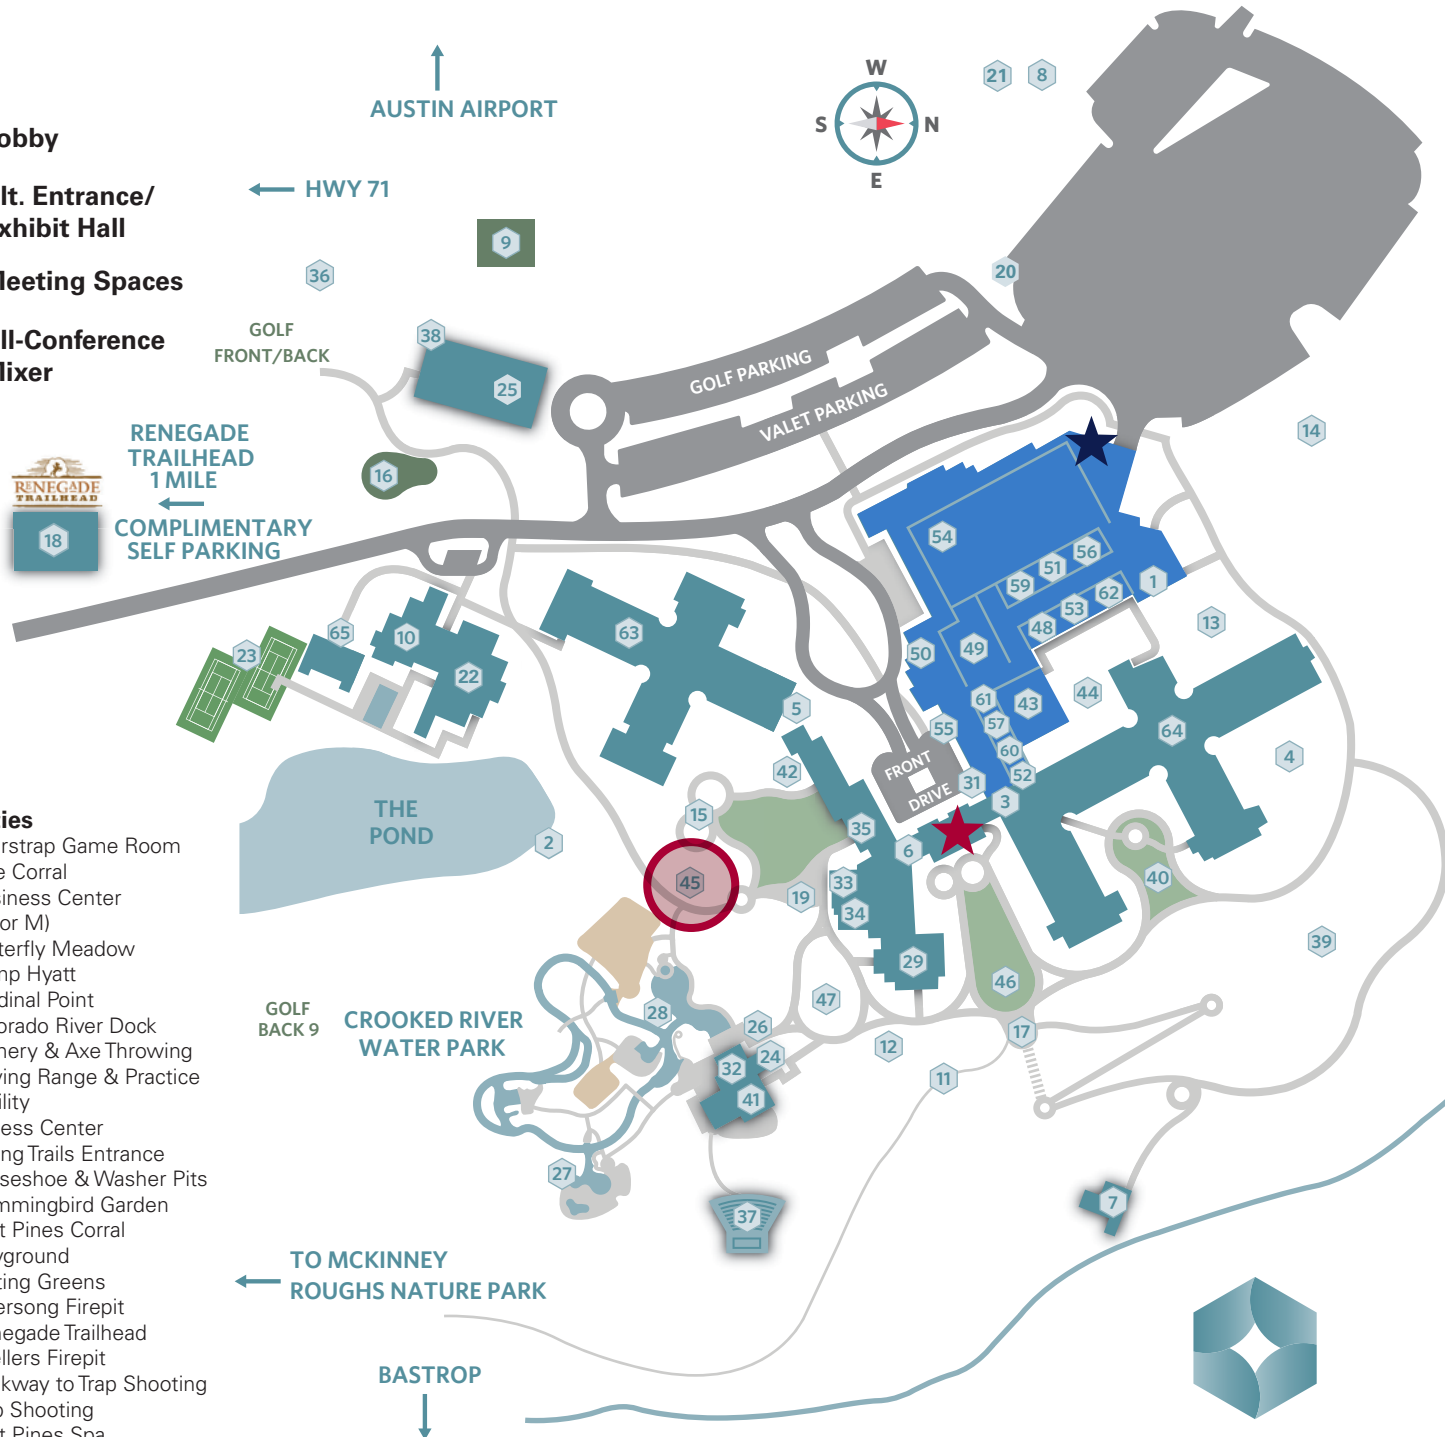 obby
lt. Entrance/
xhibit Hall
leeting Spaces
ll-Conference
lixer
AUSTIN AIRPORT
HWY 71
W
S
N
E
21
8
9
36
20
GOLF
FRONT/BACK
38
25
GOLF PARKING
VALET PARKING
14
RENEGADE
TRAILHEAD
1 MILE
RENEGADE
TRAILHEAD
18
COMPLIMENTARY
SELF PARKING
16
54
56
51
59
62
1
53
48
13
50
49
65
10
63
23
22
5
61
43
44
57
55
60
64
52
4
31
3
FRONT
DRIVE
42
THE
POND
2
15
35
6
45
33
19
34
40
39
29
46
47
GOLF
BACK 9
CROOKED RIVER
WATER PARK
28
26
24
32
41
12
17
11
27
37
7
TO MCKINNEY
ROUGHS NATURE PARK
BASTROP
ties
rstrap Game Room
e Corral
siness Center
or M)
terfly Meadow
mp Hyatt
dinal Point
orado River Dock
hery & Axe Throwing
ving Range & Practice
ility
ess Center
ng Trails Entrance
seshoe & Washer Pits
mmingbird Garden
t Pines Corral
yground
ting Greens
ersong Firepit
negade Trailhead
ellers Firepit
kway to Trap Shooting
p Shooting
t Pines Spa